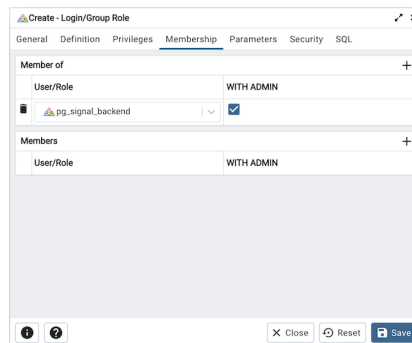 Create - Login/Group Role
General Definition Privileges Membership Parameters Security SQL
Member of
User/Role WITH ADMIN
pg_signal_backend
Members
User/Role WITH ADMIN
Close Reset Save